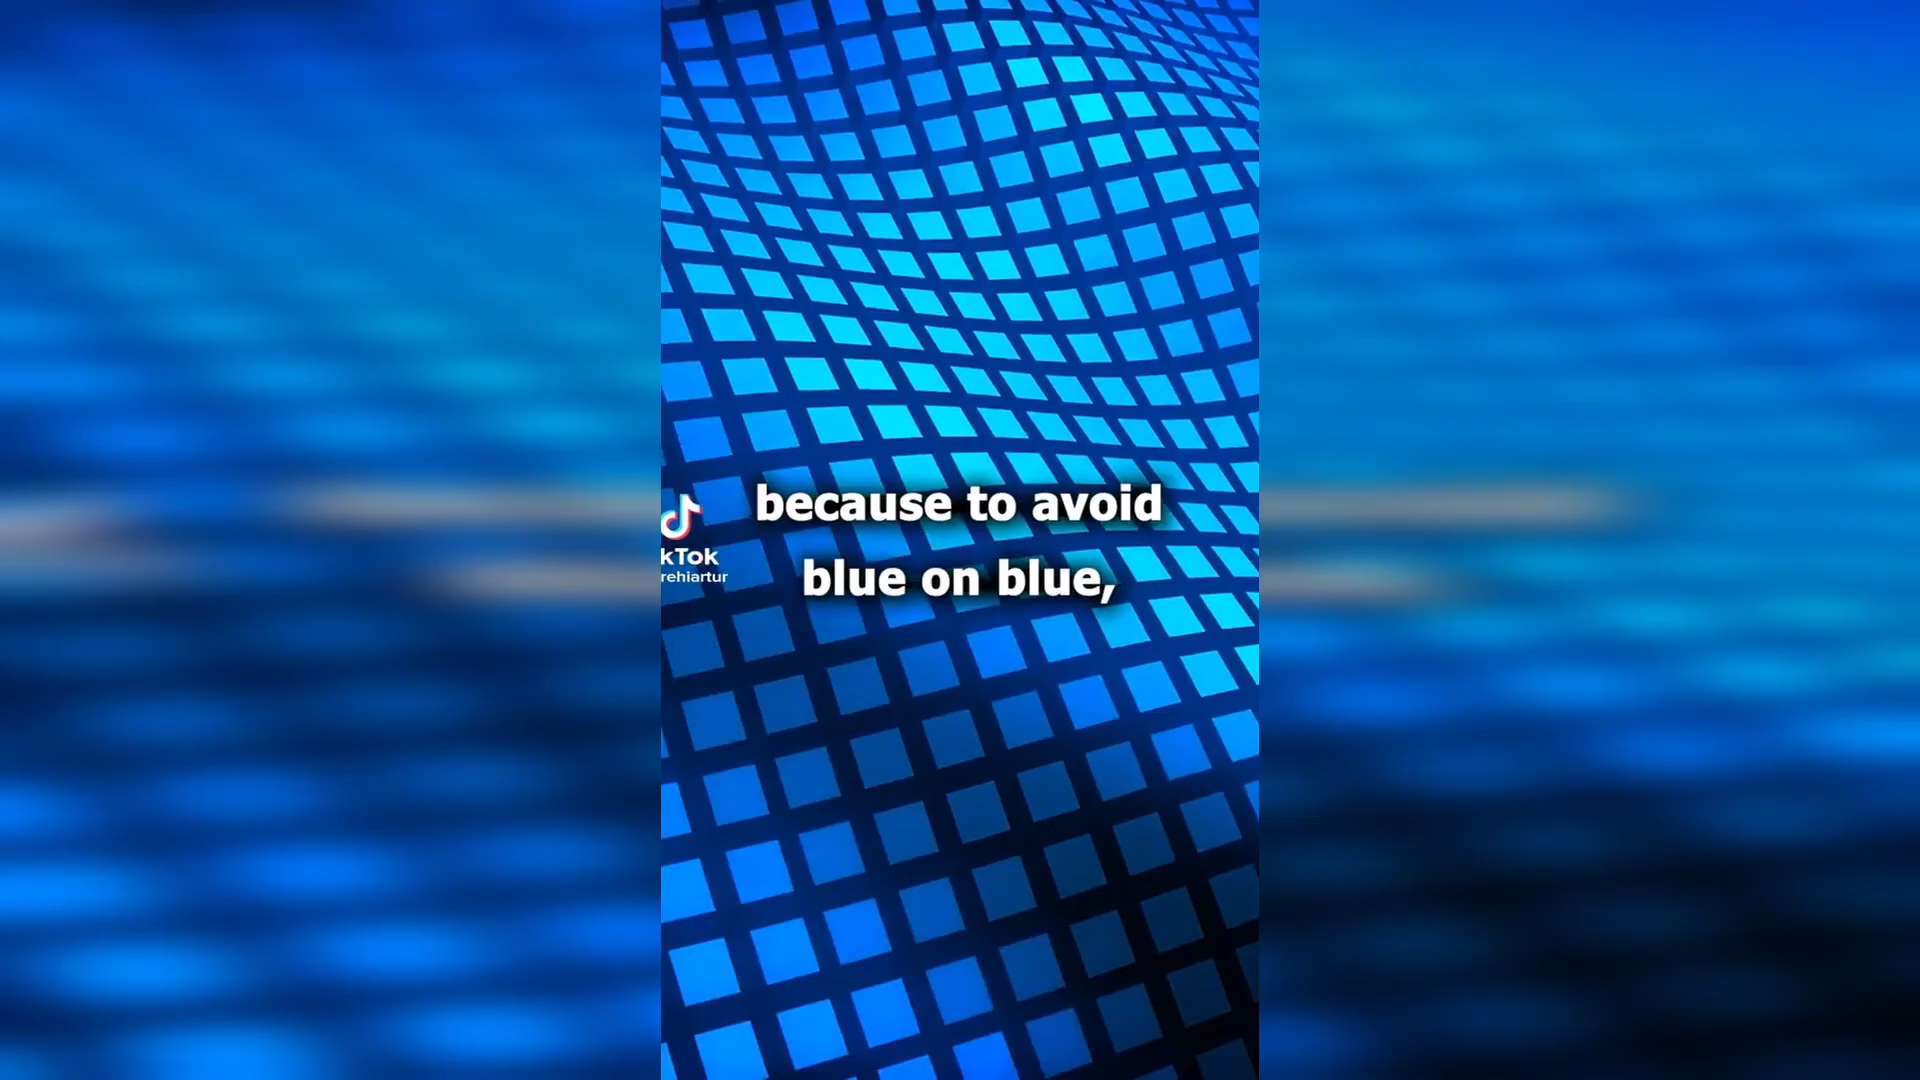 because to avoid
blue on blue,
kTok
rehiartur